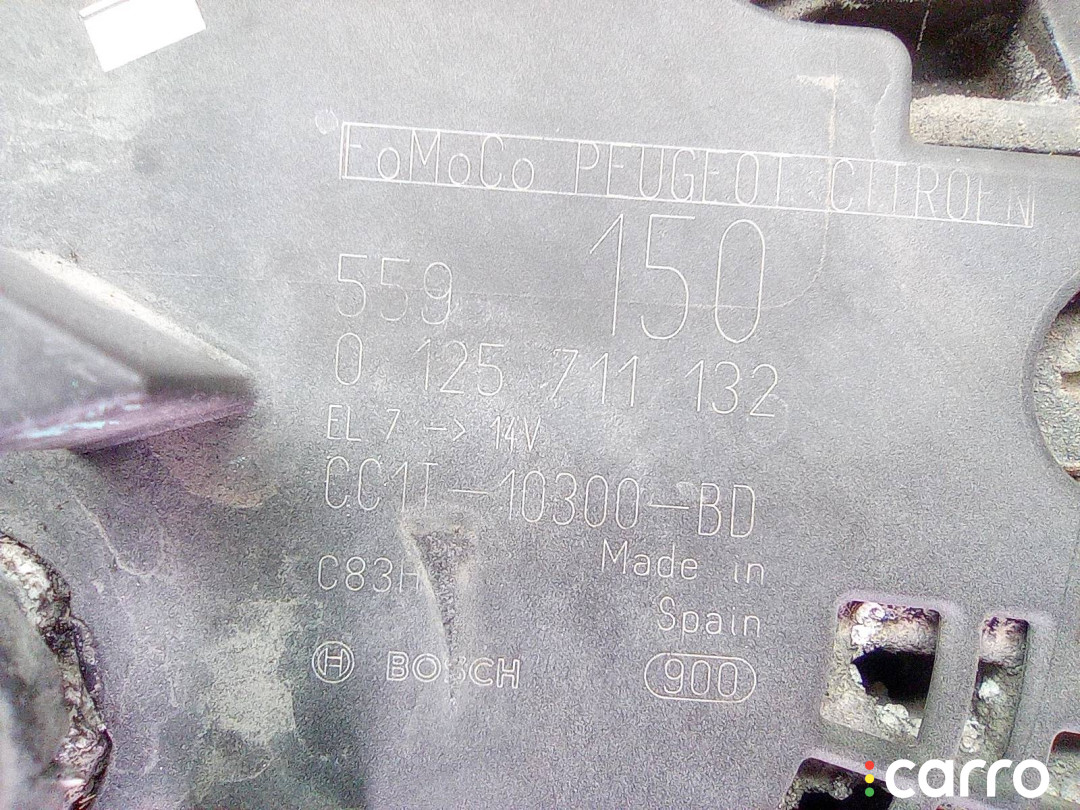 FoMoCo PEUGEOT CITROEN
150
559
0 125 711 132
EL 7 -> 14V
CC1T-10300-BD
Made in
C83H
Spain
BOSCH
900
carro